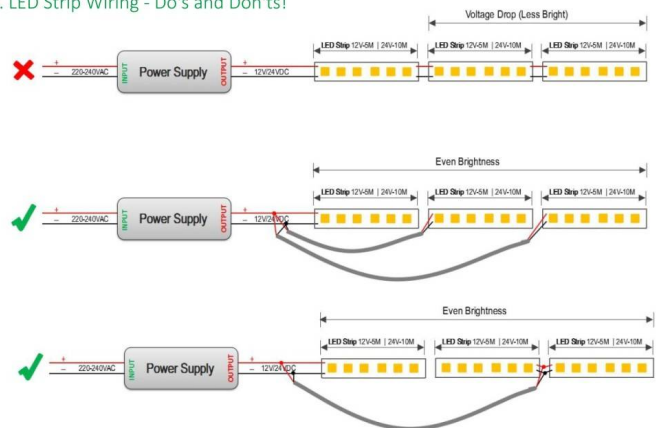 . LED Strip Wiring - Do's and Don'ts!
Voltage Drop (Less Bright)
LED Strip 12V-5M | 24V-10M LED Strip 12V-5M | 24V-10M LED Strip 12V-5M | 24V-10M
+ INPUT Power Supply OUTPUT +
– 220-240VAC – 12V/24VDC
Even Brightness
LED Strip 12V-5M | 24V-10M LED Strip 12V-5M | 24V-10M LED Strip 12V-5M | 24V-10M
+ INPUT Power Supply OUTPUT +
– 220-240VAC – 12V/24VDC
Even Brightness
LED Strip 12V-5M | 24V-10M LED Strip 12V-5M | 24V-10M LED Strip 12V-5M | 24V-10M
+ INPUT Power Supply OUTPUT +
– 220-240VAC – 12V/24VDC